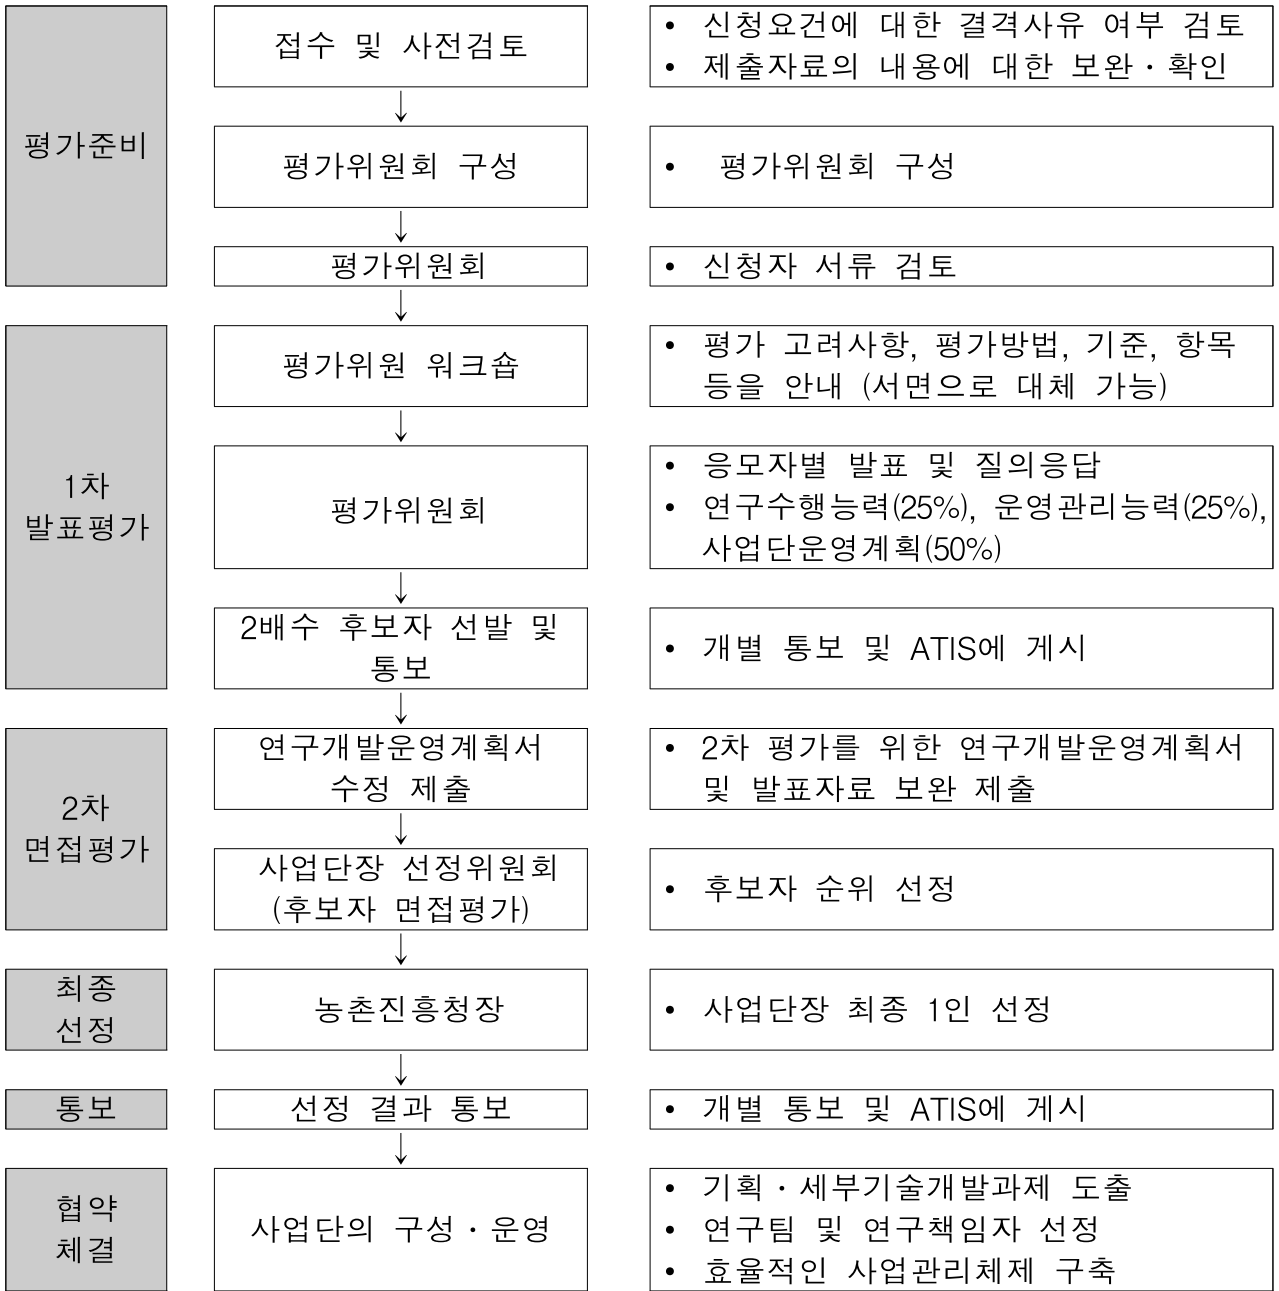 평가준비
접수 및 사전검토
• 신청요건에 대한 결격사유 여부 검토
• 제출자료의 내용에 대한 보완·확인
평가위원회 구성
• 평가위원회 구성
평가위원회
• 신청자 서류 검토
1차
발표평가
평가위원 워크숍
• 평가 고려사항, 평가방법, 기준, 항목
등을 안내 (서면으로 대체 가능)
평가위원회
• 응모자별 발표 및 질의응답
• 연구수행능력(25%), 운영관리능력(25%),
사업단운영계획(50%)
2배수 후보자 선발 및
통보
• 개별 통보 및 ATIS에 게시
2차
면접평가
연구개발운영계획서
수정 제출
• 2차 평가를 위한 연구개발운영계획서
및 발표자료 보완 제출
사업단장 선정위원회
(후보자 면접평가)
• 후보자 순위 선정
최종
선정
농촌진흥청장
• 사업단장 최종 1인 선정
통보
선정 결과 통보
• 개별 통보 및 ATIS에 게시
협약
체결
사업단의 구성·운영
• 기획·세부기술개발과제 도출
• 연구팀 및 연구책임자 선정
• 효율적인 사업관리체제 구축